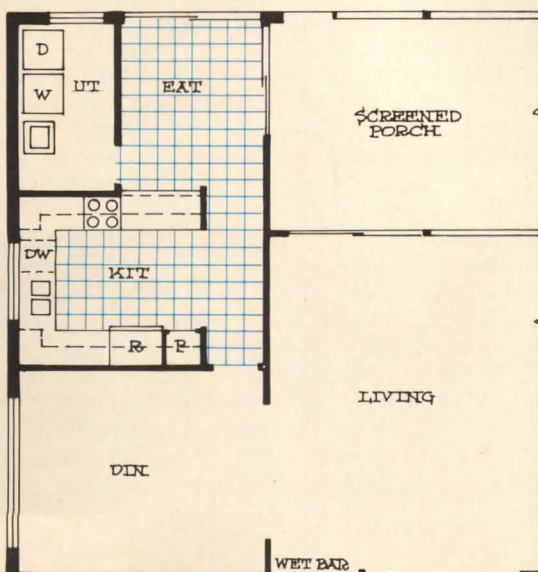 D
W
UT
EAT
SCREENED
PORCH
DW
KIT
R
P
LIVING
DIN.
WET BAR